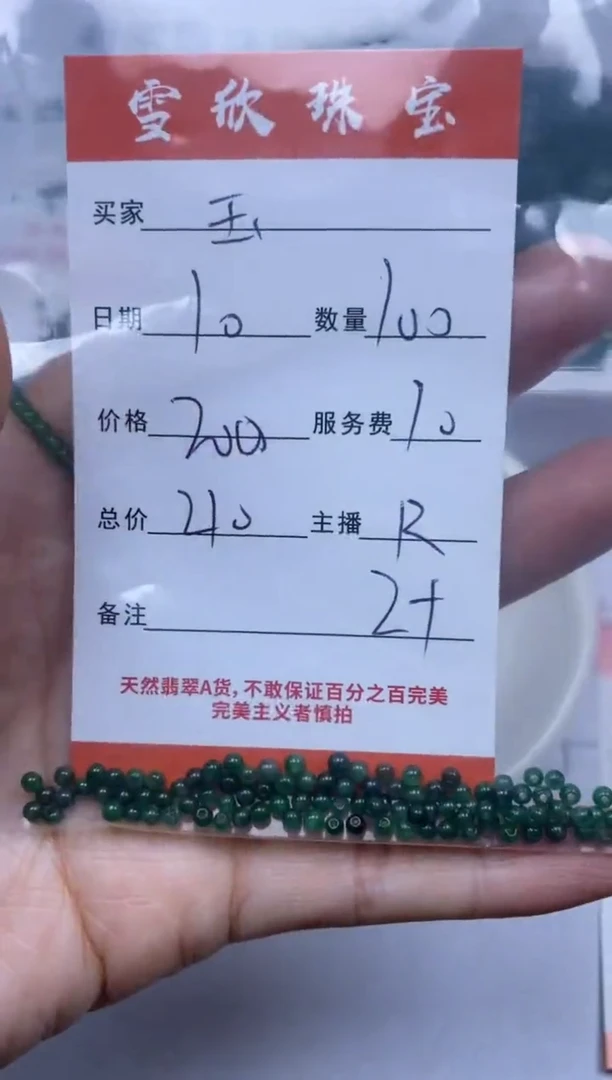 雪欣珠宝
买家 玉
日期 10 数量 100
价格 200 服务费 10
总价 210 主播 R
备注 2+
天然翡翠A货,不敢保证百分之百完美
完美主义者慎拍